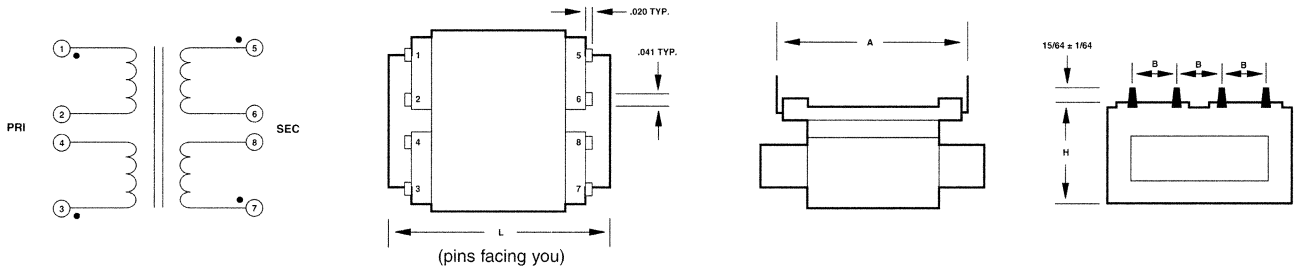 PRI
1
2
4
3
5
6
8
7
SEC
.020 TYP.
.041 TYP.
1
2
4
3
5
6
8
7
L
(pins facing you)
A
15/64 ± 1/64
B B B
H